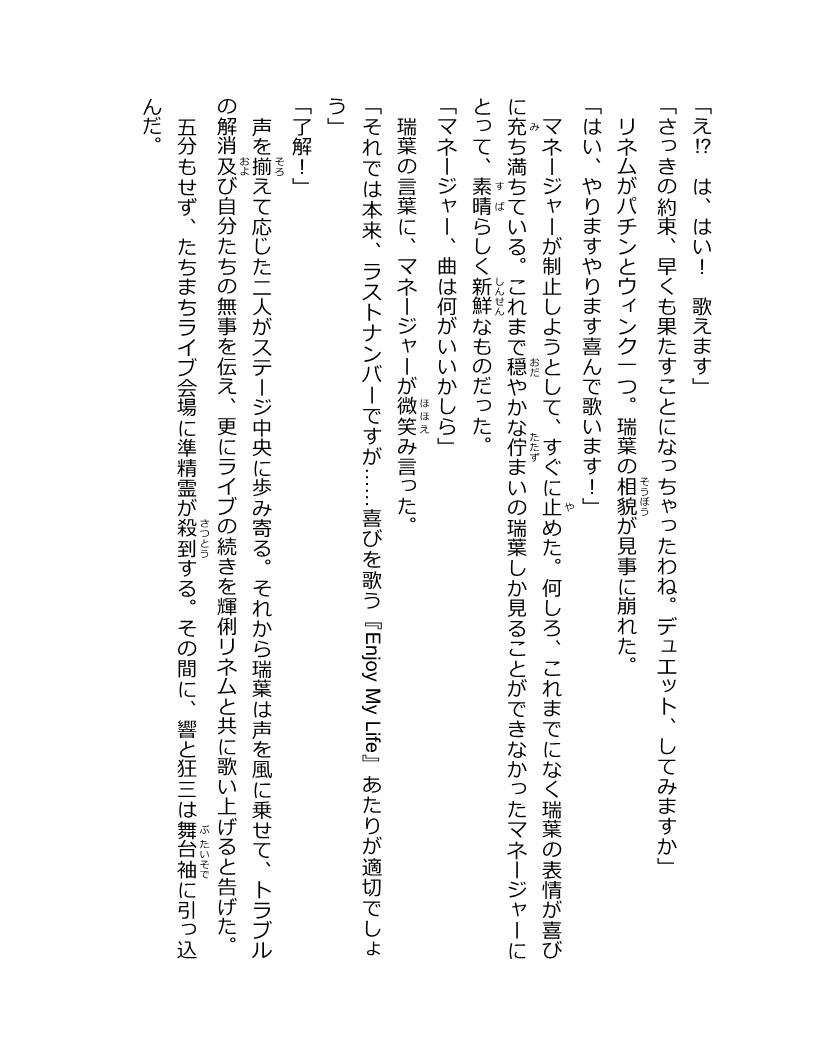 「え!?　は、はい！　歌えます」
「さっきの約束、早くも果たすことになっちゃったわね。デュエット、してみますか」
　リネムがパチンとウィンク一つ。瑞葉の相貌が見事に崩れた。
「はい、やりますやります喜んで歌います！」
　マネージャーが制止しようとして、すぐに止めた。何しろ、これまでになく瑞葉の表情が喜び
に充ち満ちている。これまで穏やかな佇まいの瑞葉しか見ることができなかったマネージャーに
とって、素晴らしく新鮮なものだった。
「マネージャー、曲は何がいいかしら」
　瑞葉の言葉に、マネージャーが微笑み言った。
「それでは本来、ラストナンバーですが……喜びを歌う『Enjoy My Life』あたりが適切でしょ
う」
「了解！」
　声を揃えて応じた二人がステージ中央に歩み寄る。それから瑞葉は声を風に乗せて、トラブル
の解消及び自分たちの無事を伝え、更にライブの続きを輝俐リネムと共に歌い上げると告げた。
　五分もせず、たちまちライブ会場に準精霊が殺到する。その間に、響と狂三は舞台袖に引っ込
んだ。